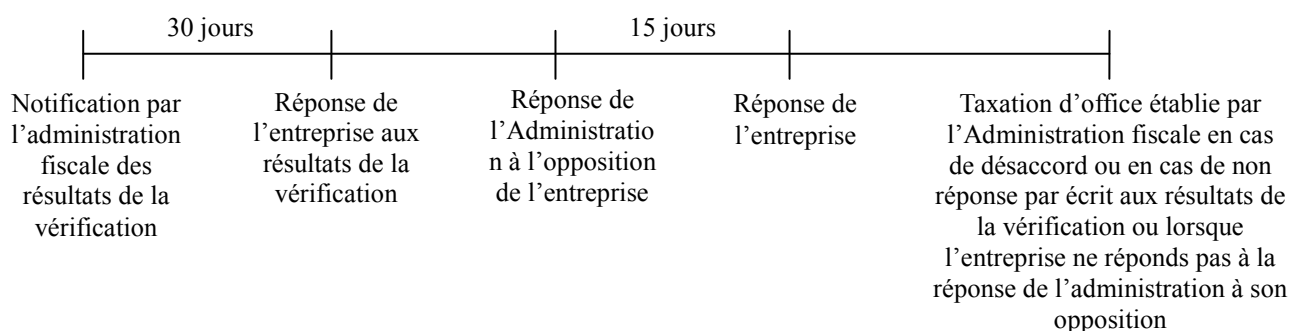 30 jours
15 jours
Notification par
l’administration
fiscale des
résultats de la
vérification
Réponse de
l’entreprise aux
résultats de la
vérification
Réponse de
l’Administratio
n à l’opposition
de l’entreprise
Réponse de
l’entreprise
Taxation d’office établie par
l’Administration fiscale en cas
de désaccord ou en cas de non
réponse par écrit aux résultats de
la vérification ou lorsque
l’entreprise ne réponds pas à la
réponse de l’administration à son
opposition